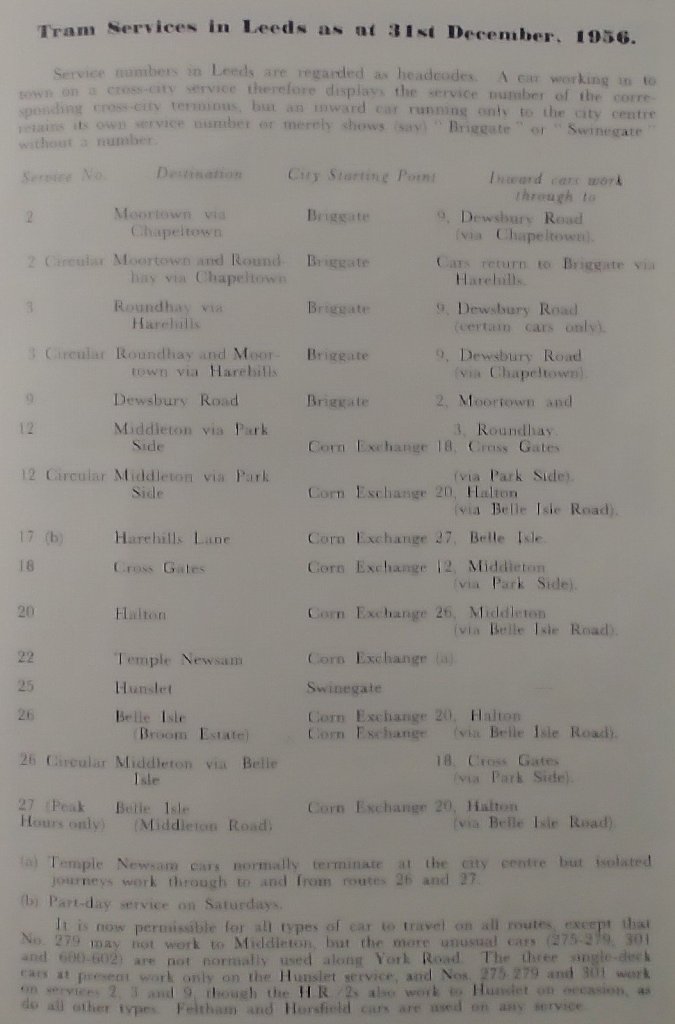 Tram Services in Leeds as at 31st December, 1956.
Service numbers in Leeds are regarded as headcodes. A car working in to
town on a cross-city service therefore displays the service number of the corre-
sponding cross-city terminus, but an inward car running only to the city centre
retains its own service number or merely shows (say) "Briggate" or "Swinegate"
without a number.
Service No. Destination City Starting Point Inward cars work
through to
2 Moortown via Briggate 9, Dewsbury Road
Chapeltown (via Chapeltown).
2 Circular Moortown and Round- Briggate Cars return to Briggate via
hay via Chapeltown Harehills.
3 Roundhay via Briggate 9, Dewsbury Road
Harehills (certain cars only).
3 Circular Roundhay and Moor- Briggate 9, Dewsbury Road
town via Harehills (via Chapeltown).
9 Dewsbury Road Briggate 2, Moortown and
12 Middleton via Park 3, Roundhay.
Side Corn Exchange 18, Cross Gates
12 Circular Middleton via Park (via Park Side).
Side Corn Exchange 20, Halton
(via Belle Isle Road).
17 (b) Harehills Lane Corn Exchange 27, Belle Isle.
18 Cross Gates Corn Exchange 12, Middleton
(via Park Side).
20 Halton Corn Exchange 26, Middleton
(via Belle Isle Road).
22 Temple Newsam Corn Exchange (a).
25 Hunslet Swinegate
26 Belle Isle Corn Exchange 20, Halton
(Broom Estate) Corn Exchange (via Belle Isle Road).
26 Circular Middleton via Belle 18, Cross Gates
Isle (via Park Side).
27 (Peak Belle Isle Corn Exchange 20, Halton
Hours only) (Middleton Road) (via Belle Isle Road).
(a) Temple Newsam cars normally terminate at the city centre but isolated
journeys work through to and from routes 26 and 27.
(b) Part-day service on Saturdays.
It is now permissible for all types of car to travel on all routes, except that
No. 279 may not work to Middleton, but the more unusual cars (275-279, 301
and 600-602) are not normally used along York Road. The three single-deck
cars at present work only on the Hunslet service, and Nos. 275-279 and 301 work
on services 2, 3 and 9, though the H.R./2s also work to Hunslet on occasion, as
do all other types. Feltham and Horsfield cars are used on any service.